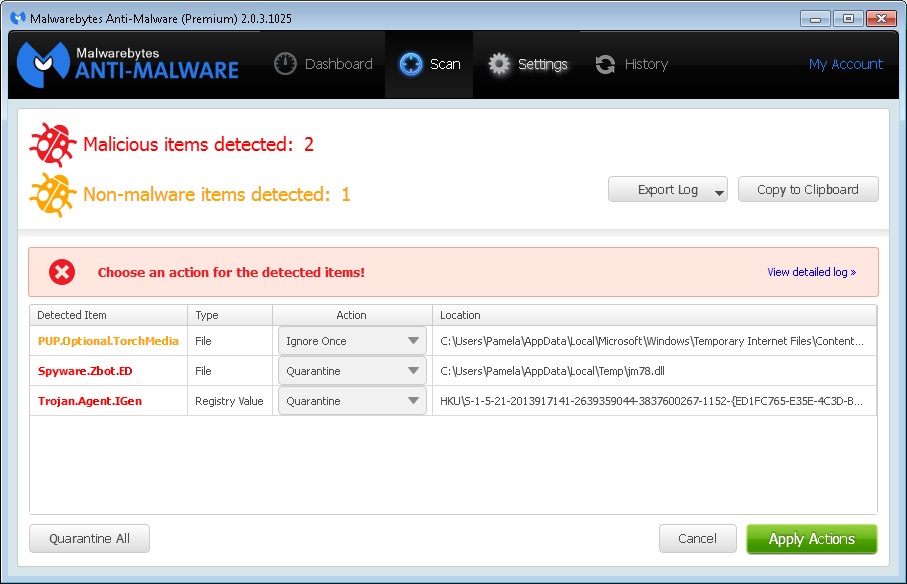 Malwarebytes Anti-Malware (Premium) 2.0.3.1025
Malwarebytes
ANTI-MALWARE
Dashboard
Scan
Settings
History
My Account
Malicious items detected: 2
Non-malware items detected: 1
Export Log
Copy to Clipboard
Choose an action for the detected items!
View detailed log »
Detected Item Type Action Location
PUP.Optional.TorchMedia File Ignore Once C:\Users\Pamela\AppData\Local\Microsoft\Windows\Temporary Internet Files\Content...
Spyware.Zbot.ED File Quarantine C:\Users\Pamela\AppData\Local\Temp\jm78.dll
Trojan.Agent.IGen Registry Value Quarantine HKU\S-1-5-21-2013917141-2639359044-3837600267-1152-{ED1FC765-E35E-4C3D-B...
Quarantine All
Cancel
Apply Actions